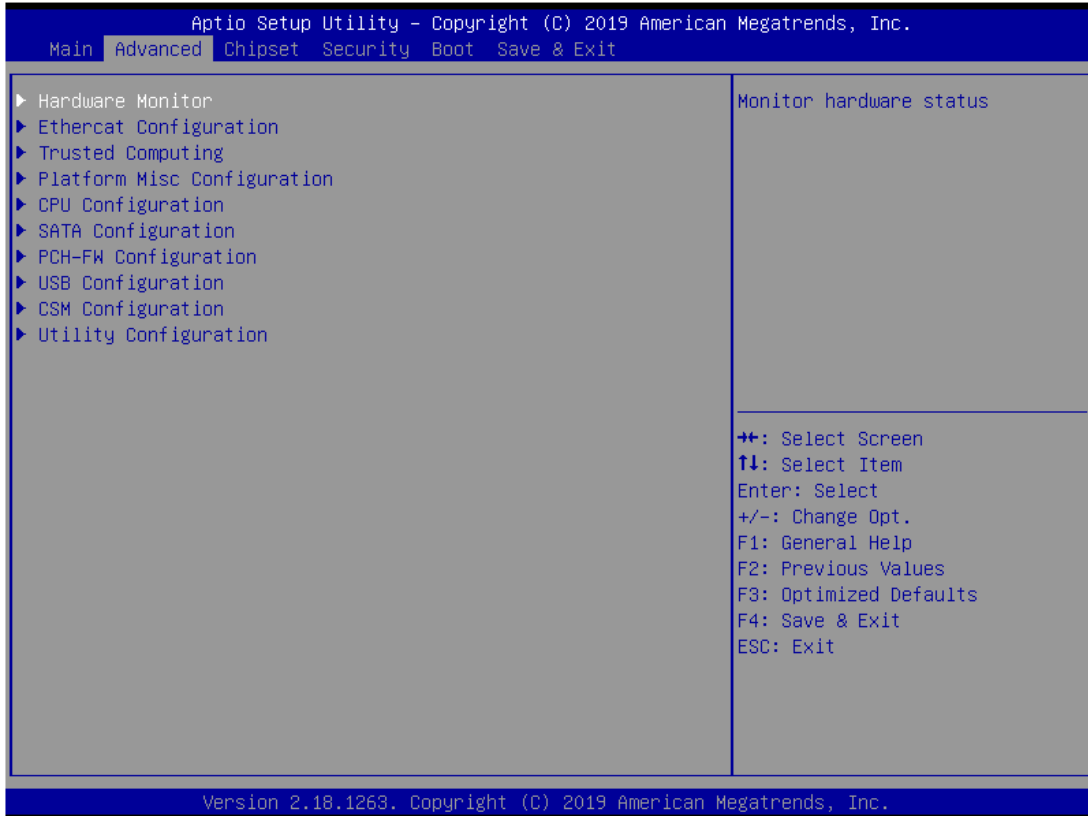 Aptio Setup Utility - Copyright (C) 2019 American Megatrends, Inc.
Main Advanced Chipset Security Boot Save & Exit
▶ Hardware Monitor
▶ Ethercat Configuration
▶ Trusted Computing
▶ Platform Misc Configuration
▶ CPU Configuration
▶ SATA Configuration
▶ PCH-FW Configuration
▶ USB Configuration
▶ CSM Configuration
▶ Utility Configuration
Monitor hardware status
→←: Select Screen
↑↓: Select Item
Enter: Select
+/-: Change Opt.
F1: General Help
F2: Previous Values
F3: Optimized Defaults
F4: Save & Exit
ESC: Exit
Version 2.18.1263. Copyright (C) 2019 American Megatrends, Inc.